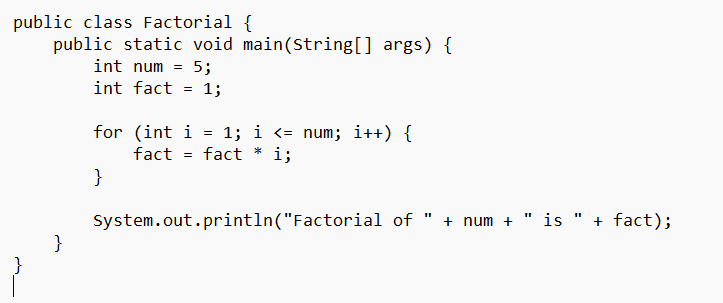 public class Factorial {
    public static void main(String[] args) {
        int num = 5;
        int fact = 1;

        for (int i = 1; i <= num; i++) {
            fact = fact * i;
        }

        System.out.println("Factorial of " + num + " is " + fact);
    }
}